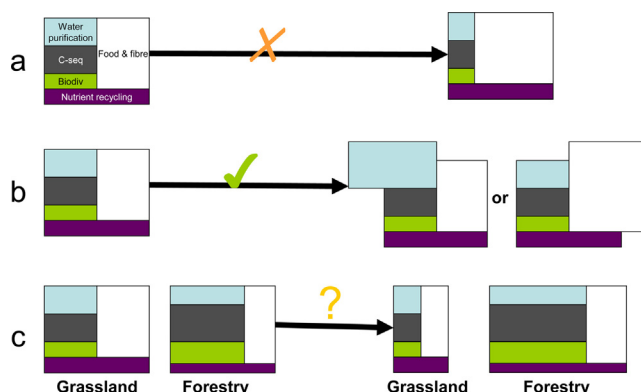 a
Water
purification
C-seq
Food & fibre
Biodiv
Nutrient recycling
b
or
c
?
Grassland
Forestry
Grassland
Forestry